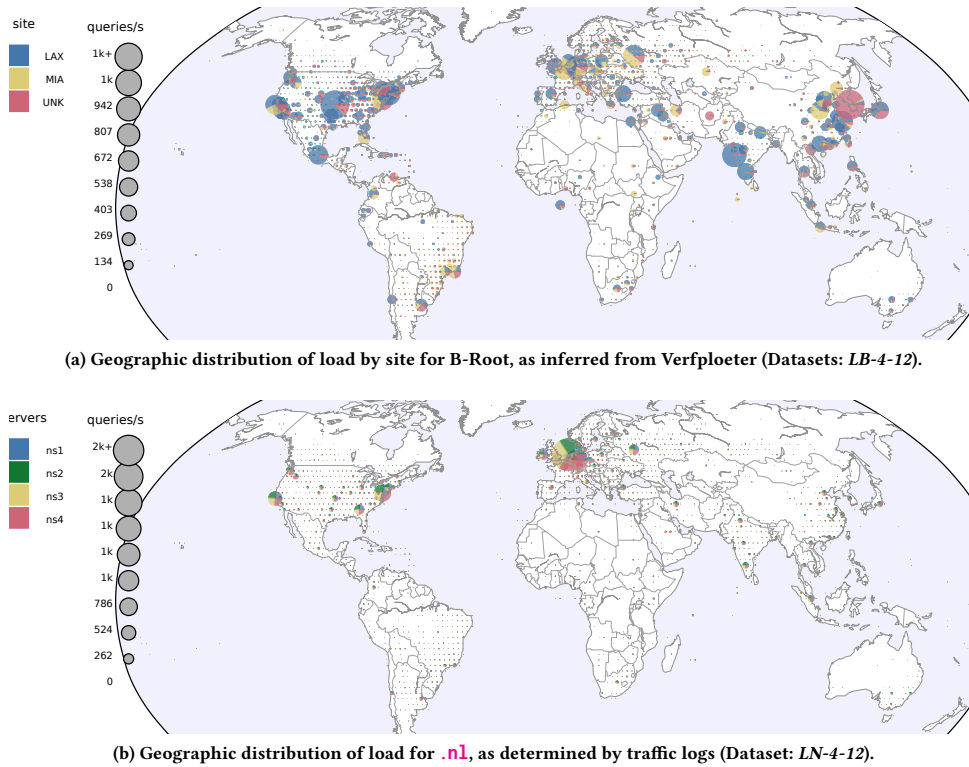 site
LAX
MIA
UNK
queries/s
1k+
1k
942
807
672
538
403
269
134
0
(a) Geographic distribution of load by site for B-Root, as inferred from Verfploeter (Datasets: LB-4-12).
ervers
ns1
ns2
ns3
ns4
queries/s
2k+
2k
1k
1k
1k
1k
786
524
262
0
(b) Geographic distribution of load for .nl, as determined by traffic logs (Dataset: LN-4-12).